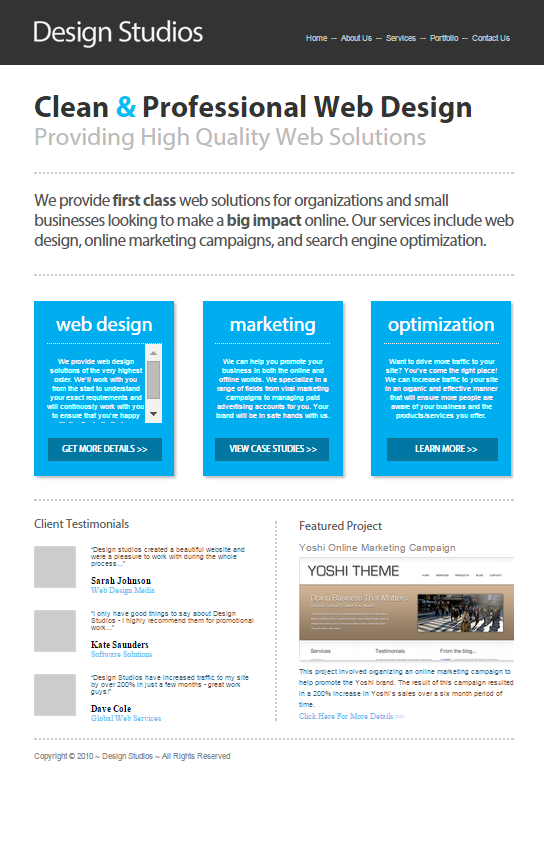 Design Studios
Home -- About Us -- Services -- Portfolio -- Contact Us
Clean & Professional Web Design
Providing High Quality Web Solutions
We provide first class web solutions for organizations and small
businesses looking to make a big impact online. Our services include web
design, online marketing campaigns, and search engine optimization.
web design
We provide web design
solutions of the very highest
order. We'll work with you
from the start to understand
your exact requirements and
will continuosly work with you
to ensure that you're happy
GET MORE DETAILS >>
marketing
We can help you promote your
business in both the online and
offline worlds. We specialize in a
range of fields from viral marketing
campaigns to managing paid
advertising accounts for you. Your
brand will be in safe hands with us.
VIEW CASE STUDIES >>
optimization
Want to drive more traffic to your
site? You've come the right place!
We can increase traffic to your site
in an organic and effective manner
that will ensure more people are
aware of your business and the
products/services you offer.
LEARN MORE >>
Client Testimonials
"Design studios created a beautiful website and
were a pleasure to work with during the whole
process..."
Sarah Johnson
Web Design Media
"I only have good things to say about Design
Studios - I highly recommend them for promotional
work..."
Kate Saunders
Software Solutions
"Design Studios have increased traffic to my site
by over 200% in just a few months - great work
guys!"
Dave Cole
Global Web Services
Featured Project
Yoshi Online Marketing Campaign
YOSHI THEME
HOME SERVICES PRODUCTS BLOG CONTACT
Doing Business That Matters
Services Testimonials From the blog...
This project involved organizing an online marketing campaign to
help promote the Yoshi brand. The result of this campaign resulted
in a 200% increase in Yoshi's sales over a six month period of
time.
Click Here For More Details >>
Copyright © 2010 ~ Design Studios ~ All Rights Reserved